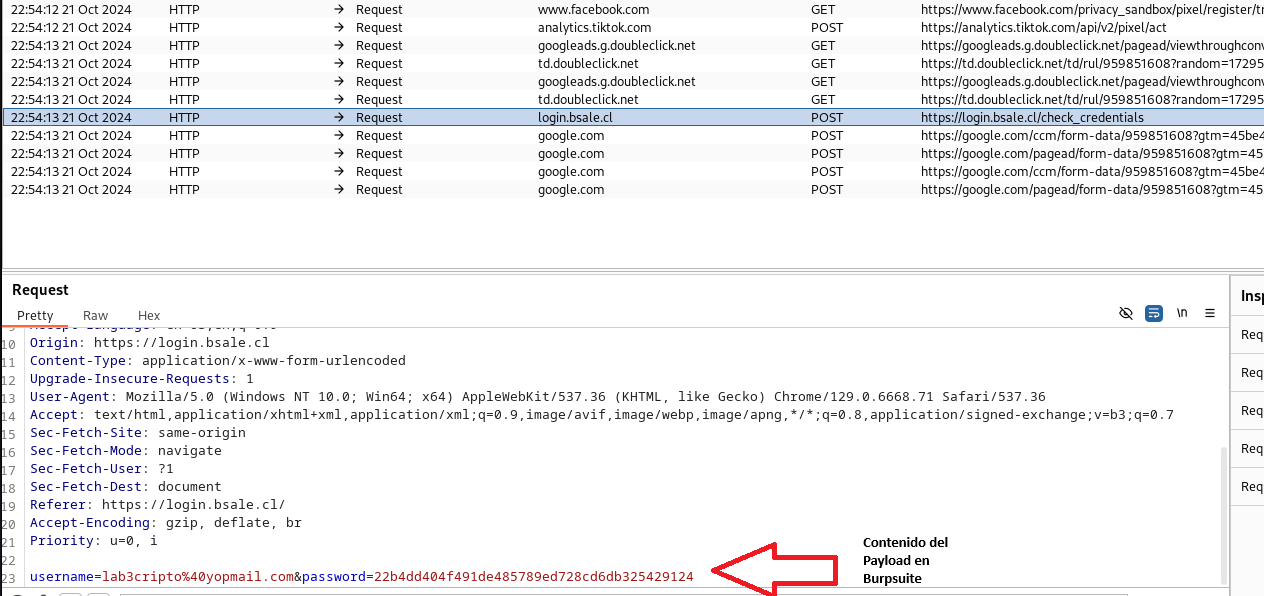 22:54:12 21 Oct 2024 HTTP → Request www.facebook.com GET https://www.facebook.com/privacy_sandbox/pixel/register/tr
22:54:12 21 Oct 2024 HTTP → Request analytics.tiktok.com POST https://analytics.tiktok.com/api/v2/pixel/act
22:54:13 21 Oct 2024 HTTP → Request googleads.g.doubleclick.net GET https://googleads.g.doubleclick.net/pagead/viewthroughconv
22:54:13 21 Oct 2024 HTTP → Request td.doubleclick.net GET https://td.doubleclick.net/td/rul/959851608?random=17295
22:54:13 21 Oct 2024 HTTP → Request googleads.g.doubleclick.net GET https://googleads.g.doubleclick.net/pagead/viewthroughconv
22:54:13 21 Oct 2024 HTTP → Request td.doubleclick.net GET https://td.doubleclick.net/td/rul/959851608?random=17295
22:54:13 21 Oct 2024 HTTP → Request login.bsale.cl POST https://login.bsale.cl/check_credentials
22:54:13 21 Oct 2024 HTTP → Request google.com POST https://google.com/ccm/form-data/959851608?gtm=45be4
22:54:13 21 Oct 2024 HTTP → Request google.com POST https://google.com/pagead/form-data/959851608?gtm=45
22:54:13 21 Oct 2024 HTTP → Request google.com POST https://google.com/ccm/form-data/959851608?gtm=45be4
22:54:13 21 Oct 2024 HTTP → Request google.com POST https://google.com/pagead/form-data/959851608?gtm=45
Request
Insp
Pretty Raw Hex \n
10 Origin: https://login.bsale.cl
11 Content-Type: application/x-www-form-urlencoded
12 Upgrade-Insecure-Requests: 1
13 User-Agent: Mozilla/5.0 (Windows NT 10.0; Win64; x64) AppleWebKit/537.36 (KHTML, like Gecko) Chrome/129.0.6668.71 Safari/537.36
14 Accept: text/html,application/xhtml+xml,application/xml;q=0.9,image/avif,image/webp,image/apng,*/*;q=0.8,application/signed-exchange;v=b3;q=0.7
15 Sec-Fetch-Site: same-origin
16 Sec-Fetch-Mode: navigate
17 Sec-Fetch-User: ?1
18 Sec-Fetch-Dest: document
19 Referer: https://login.bsale.cl/
20 Accept-Encoding: gzip, deflate, br
21 Priority: u=0, i
22
23 username=lab3cripto%40yopmail.com&password=22b4dd404f491de485789ed728cd6db325429124
Contenido del
Payload en
Burpsuite
Req
Req
Req
Req
Req